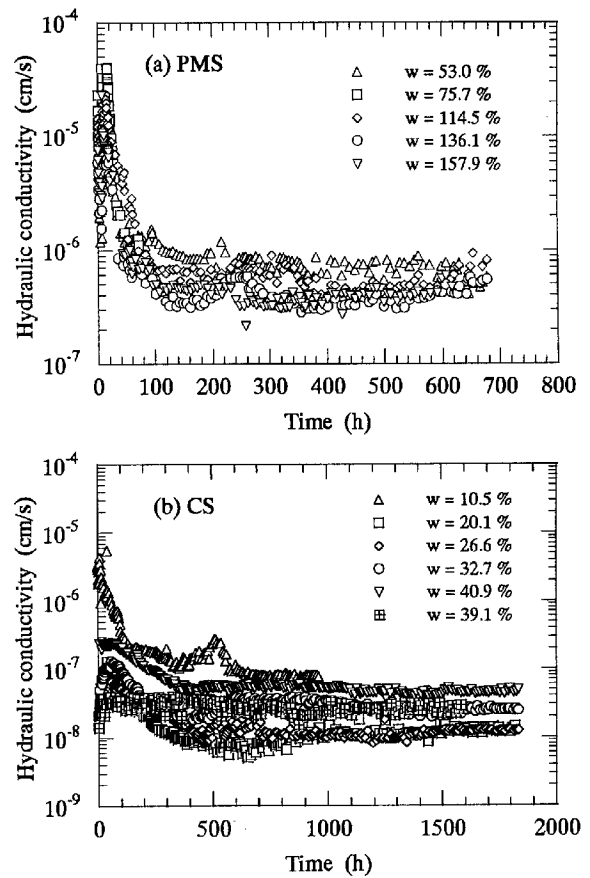 10⁻⁴
(a) PMS
w = 53.0 %
w = 75.7 %
w = 114.5 %
w = 136.1 %
w = 157.9 %
10⁻⁵
10⁻⁶
10⁻⁷
Hydraulic conductivity (cm/s)
0 100 200 300 400 500 600 700 800
Time (h)
10⁻⁴
(b) CS
w = 10.5 %
w = 20.1 %
w = 26.6 %
w = 32.7 %
w = 40.9 %
w = 39.1 %
10⁻⁵
10⁻⁶
10⁻⁷
10⁻⁸
10⁻⁹
Hydraulic conductivity (cm/s)
0 500 1000 1500 2000
Time (h)